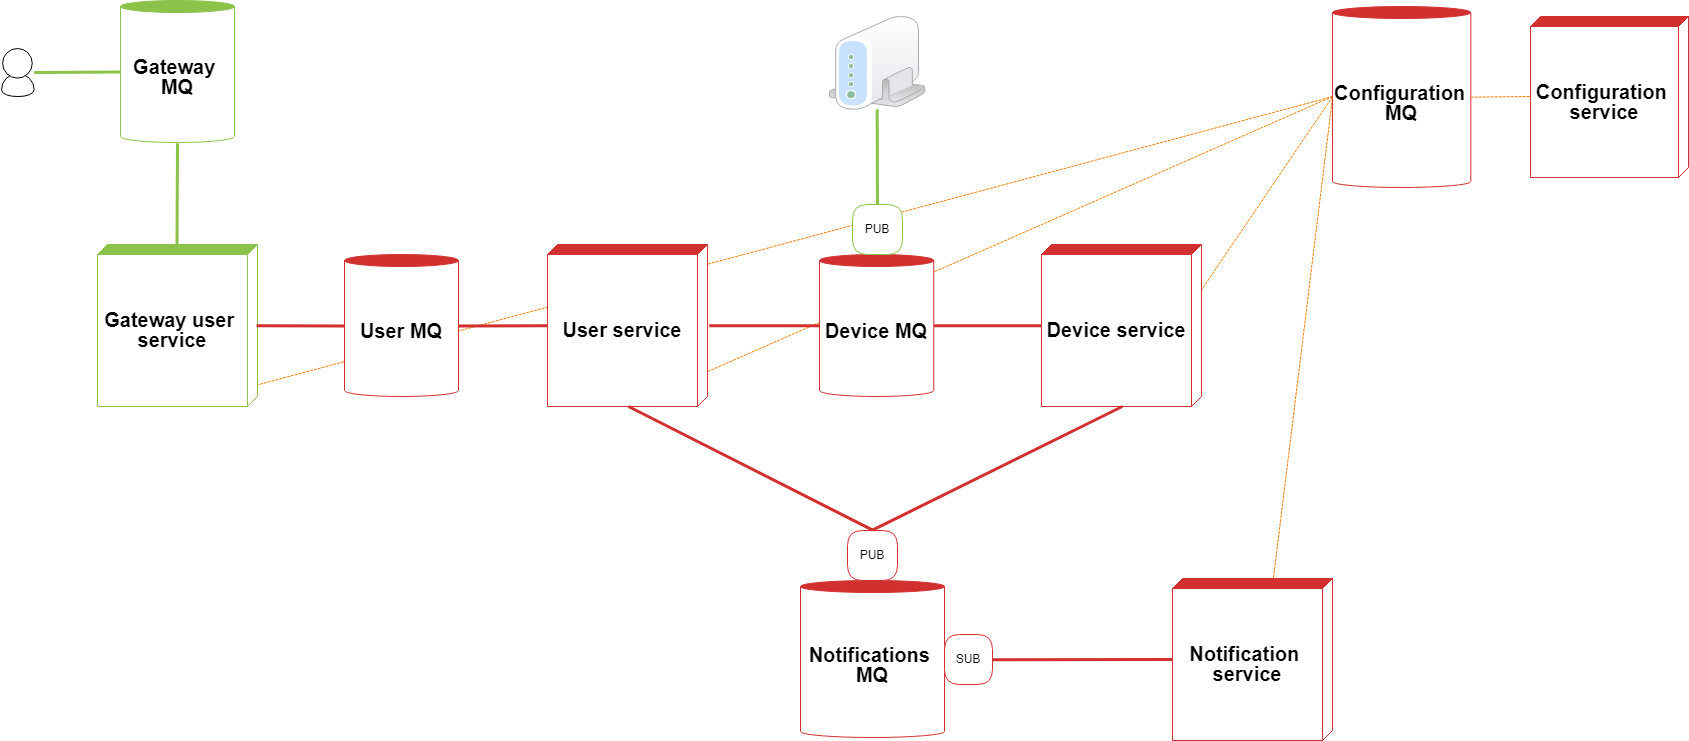 Gateway
MQ
Configuration
MQ
Configuration
service
PUB
Gateway user
service
User MQ
User service
Device MQ
Device service
PUB
Notifications
MQ
SUB
Notification
service